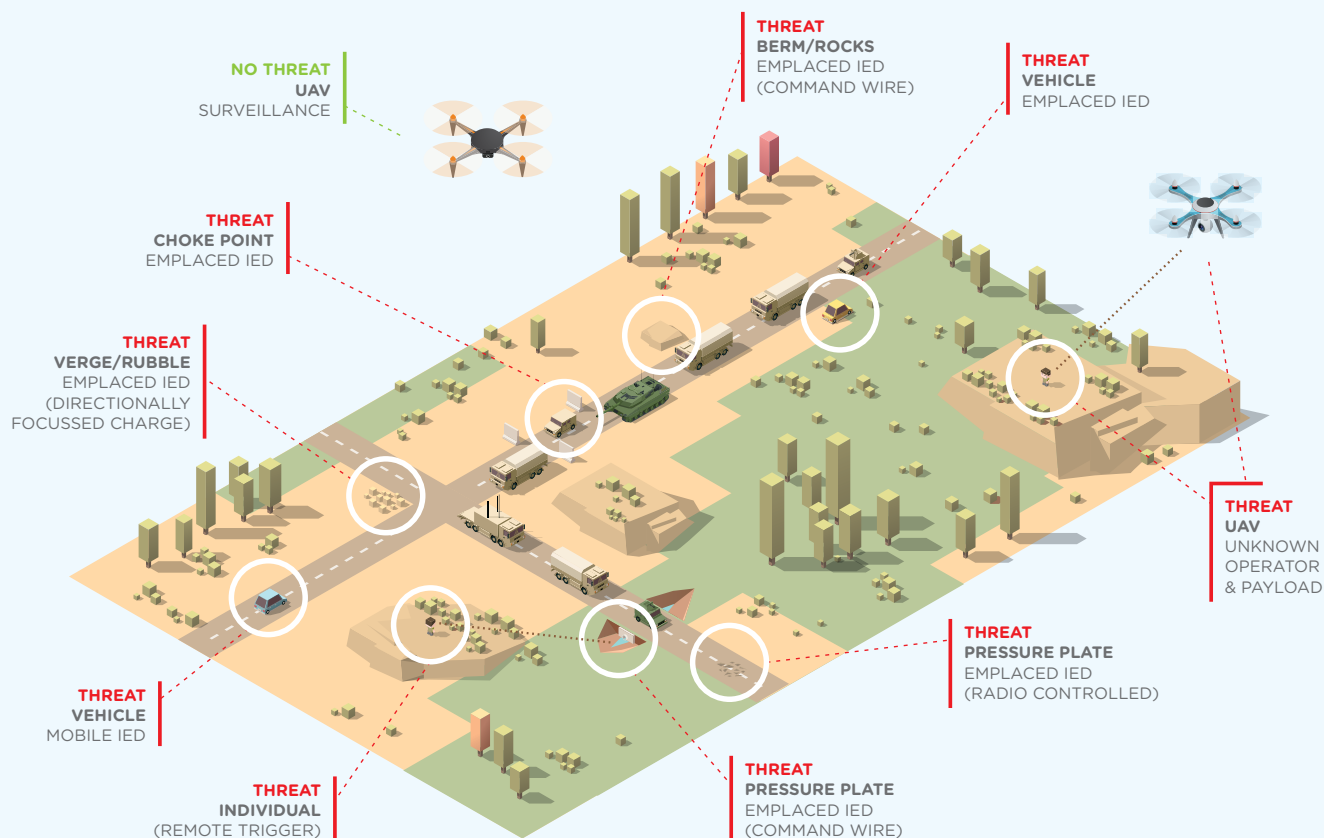 NO THREAT
UAV
SURVEILLANCE
THREAT
BERM/ROCKS
EMPLACED IED
(COMMAND WIRE)
THREAT
VEHICLE
EMPLACED IED
THREAT
CHOKE POINT
EMPLACED IED
THREAT
VERGE/RUBBLE
EMPLACED IED
(DIRECTIONALLY
FOCUSSED CHARGE)
THREAT
UAV
UNKNOWN
OPERATOR
& PAYLOAD
THREAT
PRESSURE PLATE
EMPLACED IED
(RADIO CONTROLLED)
THREAT
VEHICLE
MOBILE IED
THREAT
INDIVIDUAL
(REMOTE TRIGGER)
THREAT
PRESSURE PLATE
EMPLACED IED
(COMMAND WIRE)